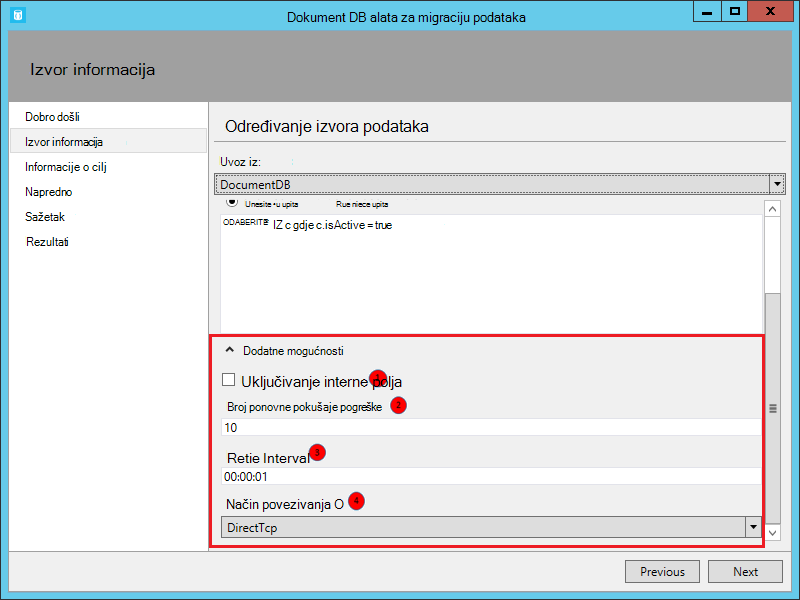 Dokument DB alata za migraciju podataka
Izvor informacija
Dobro došli
Izvor informacija
Informacije o cilj
Napredno
Sažetak
Rezultati
Određivanje izvora podataka
Uvoz iz:
DocumentDB
Unesite •u upita Rue niece upita
ODABERITE IZ c gdje c.isActive = true
Dodatne mogućnosti
Uključivanje interne polja
1
Broj ponovne pokušaje pogreške 2
10
Retie Interval 3
00:00:01
Način povezivanja O 4
DirectTcp
Previous Next